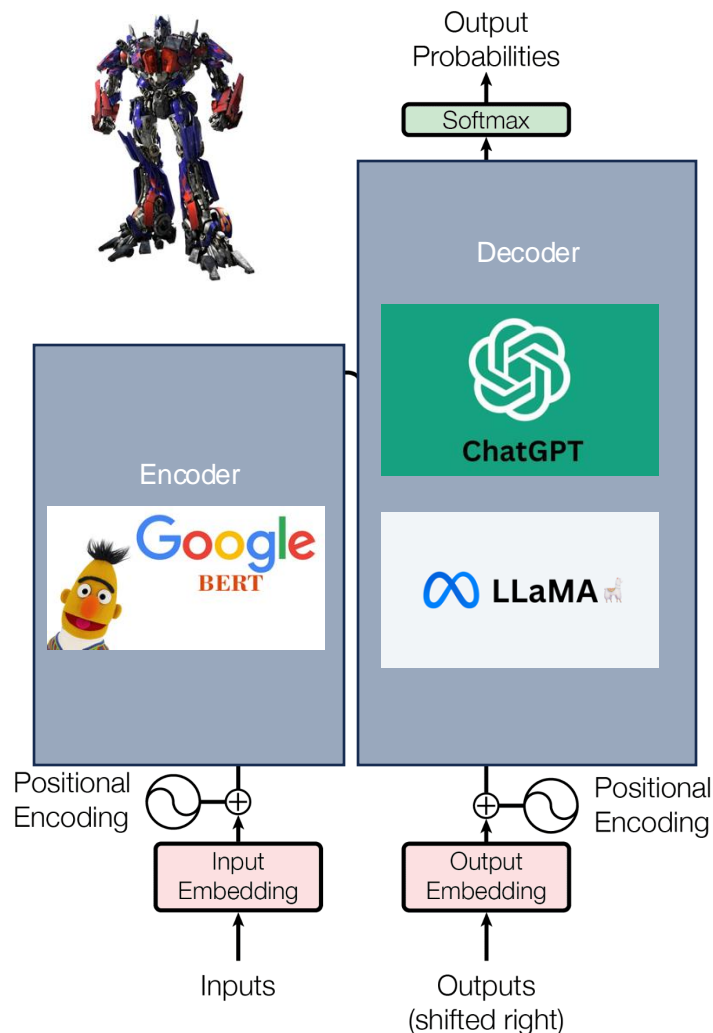 Output
Probabilities
Softmax
Decoder
ChatGPT
LLaMA
Encoder
Google
BERT
Positional
Encoding
Positional
Encoding
Input
Embedding
Output
Embedding
Inputs
Outputs
(shifted right)